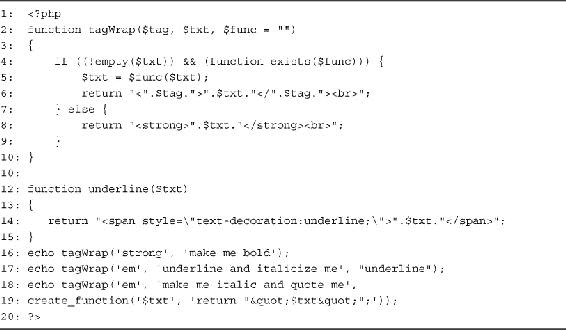 1: <?php
2: function tagWrap($tag, $txt, $func = "")
3: {
4: if ((!empty($txt)) && (function exists($func))) {
5: $txt = $func($txt);
6: return "<".$tag.">".$txt."</".$tag."><br>";
7: } else {
8: return "<strong>".$txt."</strong><br>";
9: }
10: }
10:
12: function underline($txt)
13: {
14: return "<span style=\"text-decoration:underline;\">".$txt."</span>";
15: }
16: echo tagWrap('strong', 'make me bold');
17: echo tagWrap('em', 'underline and italicize me', "underline");
18: echo tagWrap('em', 'make me italic and quote me',
19: create_function('$txt', 'return "&quot;$txt&quot;";'));
20: ?>